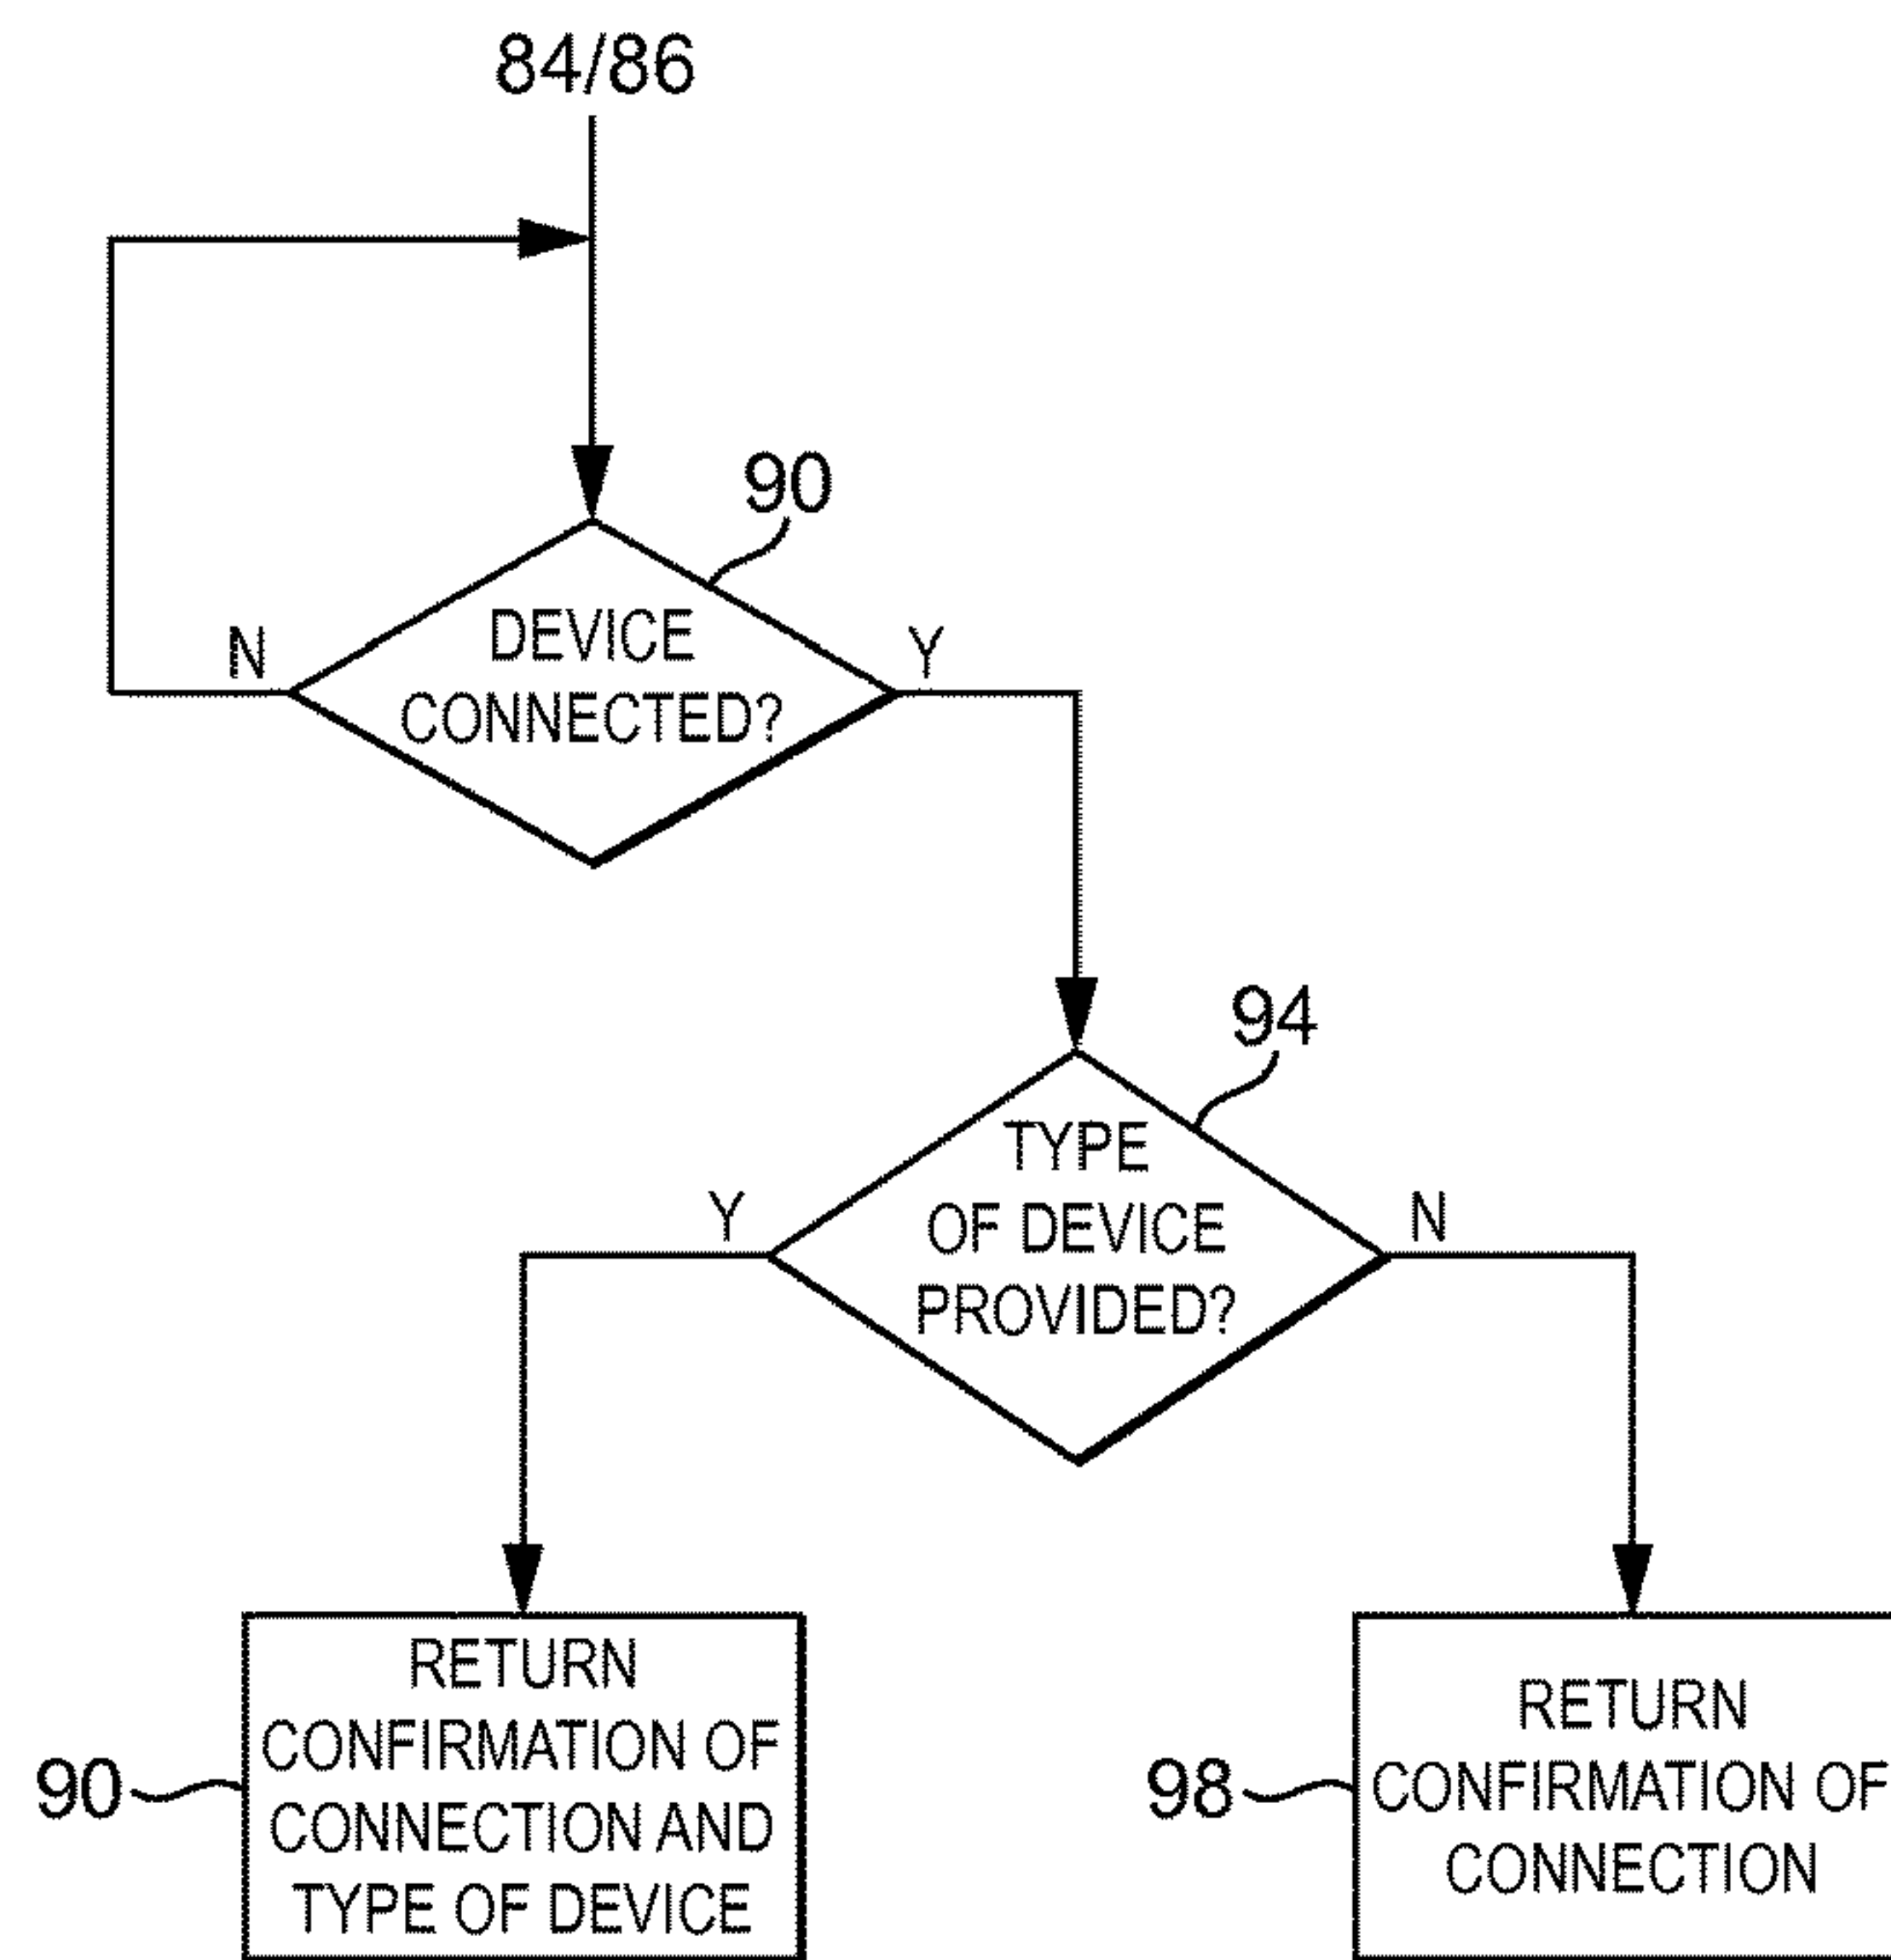 84/86
90
N
DEVICE
CONNECTED?
Y
94
TYPE
OF DEVICE
PROVIDED?
Y
N
RETURN
CONFIRMATION OF
CONNECTION AND
TYPE OF DEVICE
90
RETURN
CONFIRMATION OF
CONNECTION
98